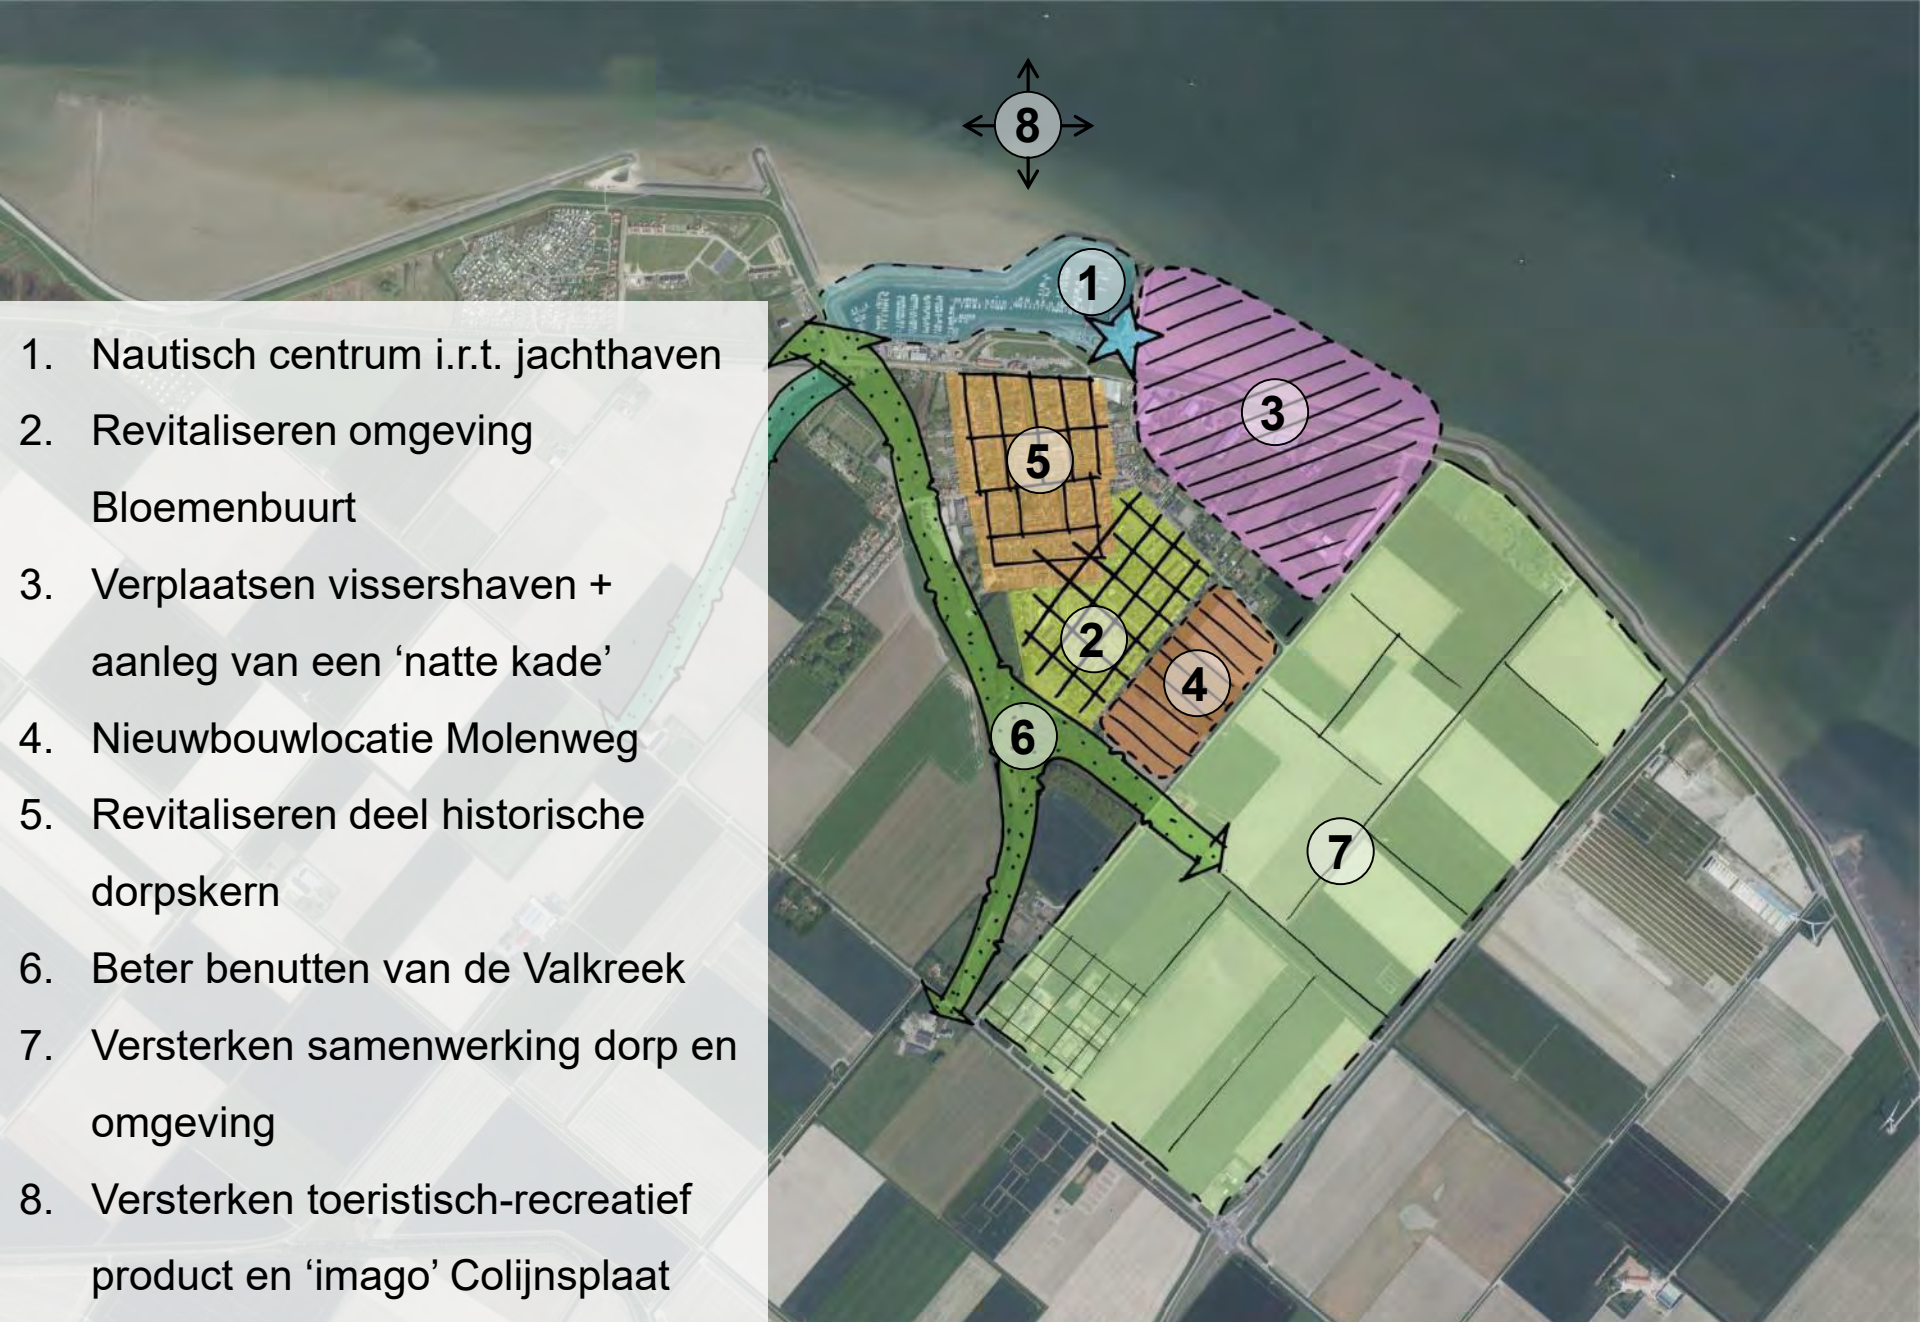 1. Nautisch centrum i.r.t. jachthaven
2. Revitaliseren omgeving
Bloemenbuurt
3. Verplaatsen vissershaven +
aanleg van een ‘natte kade’
4. Nieuwbouwlocatie Molenweg
5. Revitaliseren deel historische
dorpskern
6. Beter benutten van de Valkreek
7. Versterken samenwerking dorp en
omgeving
8. Versterken toeristisch-recreatief
product en ‘imago’ Colijnsplaat
8
1
3
5
2
4
6
7